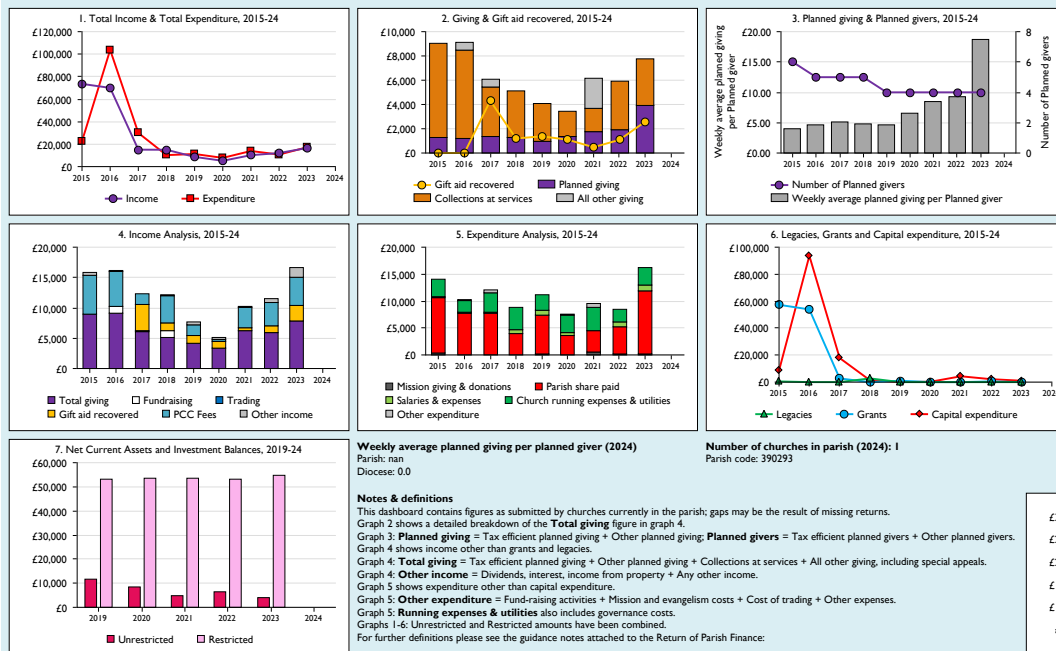 1. Total Income & Total Expenditure, 2015-24
£120,000
£100,000
£80,000
£60,000
£40,000
£20,000
£0
2015 2016 2017 2018 2019 2020 2021 2022 2023 2024
Income Expenditure
2. Giving & Gift aid recovered, 2015-24
£10,000
£8,000
£6,000
£4,000
£2,000
£0
2015 2016 2017 2018 2019 2020 2021 2022 2023 2024
Gift aid recovered Planned giving
Collections at services All other giving
3. Planned giving & Planned givers, 2015-24
Weekly average planned giving
per Planned giver
£20.00
£15.00
£10.00
£5.00
£0.00
8
6
4
2
0
Number of Planned givers
2015 2016 2017 2018 2019 2020 2021 2022 2023 2024
Number of Planned givers
Weekly average planned giving per Planned giver
4. Income Analysis, 2015-24
£20,000
£15,000
£10,000
£5,000
£0
2015 2016 2017 2018 2019 2020 2021 2022 2023 2024
Total giving Fundraising Trading
Gift aid recovered PCC Fees Other income
5. Expenditure Analysis, 2015-24
£20,000
£15,000
£10,000
£5,000
£0
2015 2016 2017 2018 2019 2020 2021 2022 2023 2024
Mission giving & donations Parish share paid
Salaries & expenses Church running expenses & utilities
Other expenditure
6. Legacies, Grants and Capital expenditure, 2015-24
£100,000
£80,000
£60,000
£40,000
£20,000
£0
2015 2016 2017 2018 2019 2020 2021 2022 2023
Legacies Grants Capital expenditure
7. Net Current Assets and Investment Balances, 2019-24
£60,000
£50,000
£40,000
£30,000
£20,000
£10,000
£0
2019 2020 2021 2022 2023 2024
Unrestricted Restricted
Weekly average planned giving per planned giver (2024)
Parish: nan
Diocese: 0.0
Number of churches in parish (2024): 1
Parish code: 390293
Notes & definitions
This dashboard contains figures as submitted by churches currently in the parish; gaps may be the result of missing returns.
Graph 2 shows a detailed breakdown of the Total giving figure in graph 4.
Graph 3: Planned giving = Tax efficient planned giving + Other planned giving; Planned givers = Tax efficient planned givers + Other planned givers.
Graph 4 shows income other than grants and legacies.
Graph 4: Total giving = Tax efficient planned giving + Other planned giving + Collections at services + All other giving, including special appeals.
Graph 4: Other income = Dividends, interest, income from property + Any other income.
Graph 5 shows expenditure other than capital expenditure.
Graph 5: Other expenditure = Fund-raising activities + Mission and evangelism costs + Cost of trading + Other expenses.
Graph 5: Running expenses & utilities also includes governance costs.
Graphs 1-6: Unrestricted and Restricted amounts have been combined.
For further definitions please see the guidance notes attached to the Return of Parish Finance: